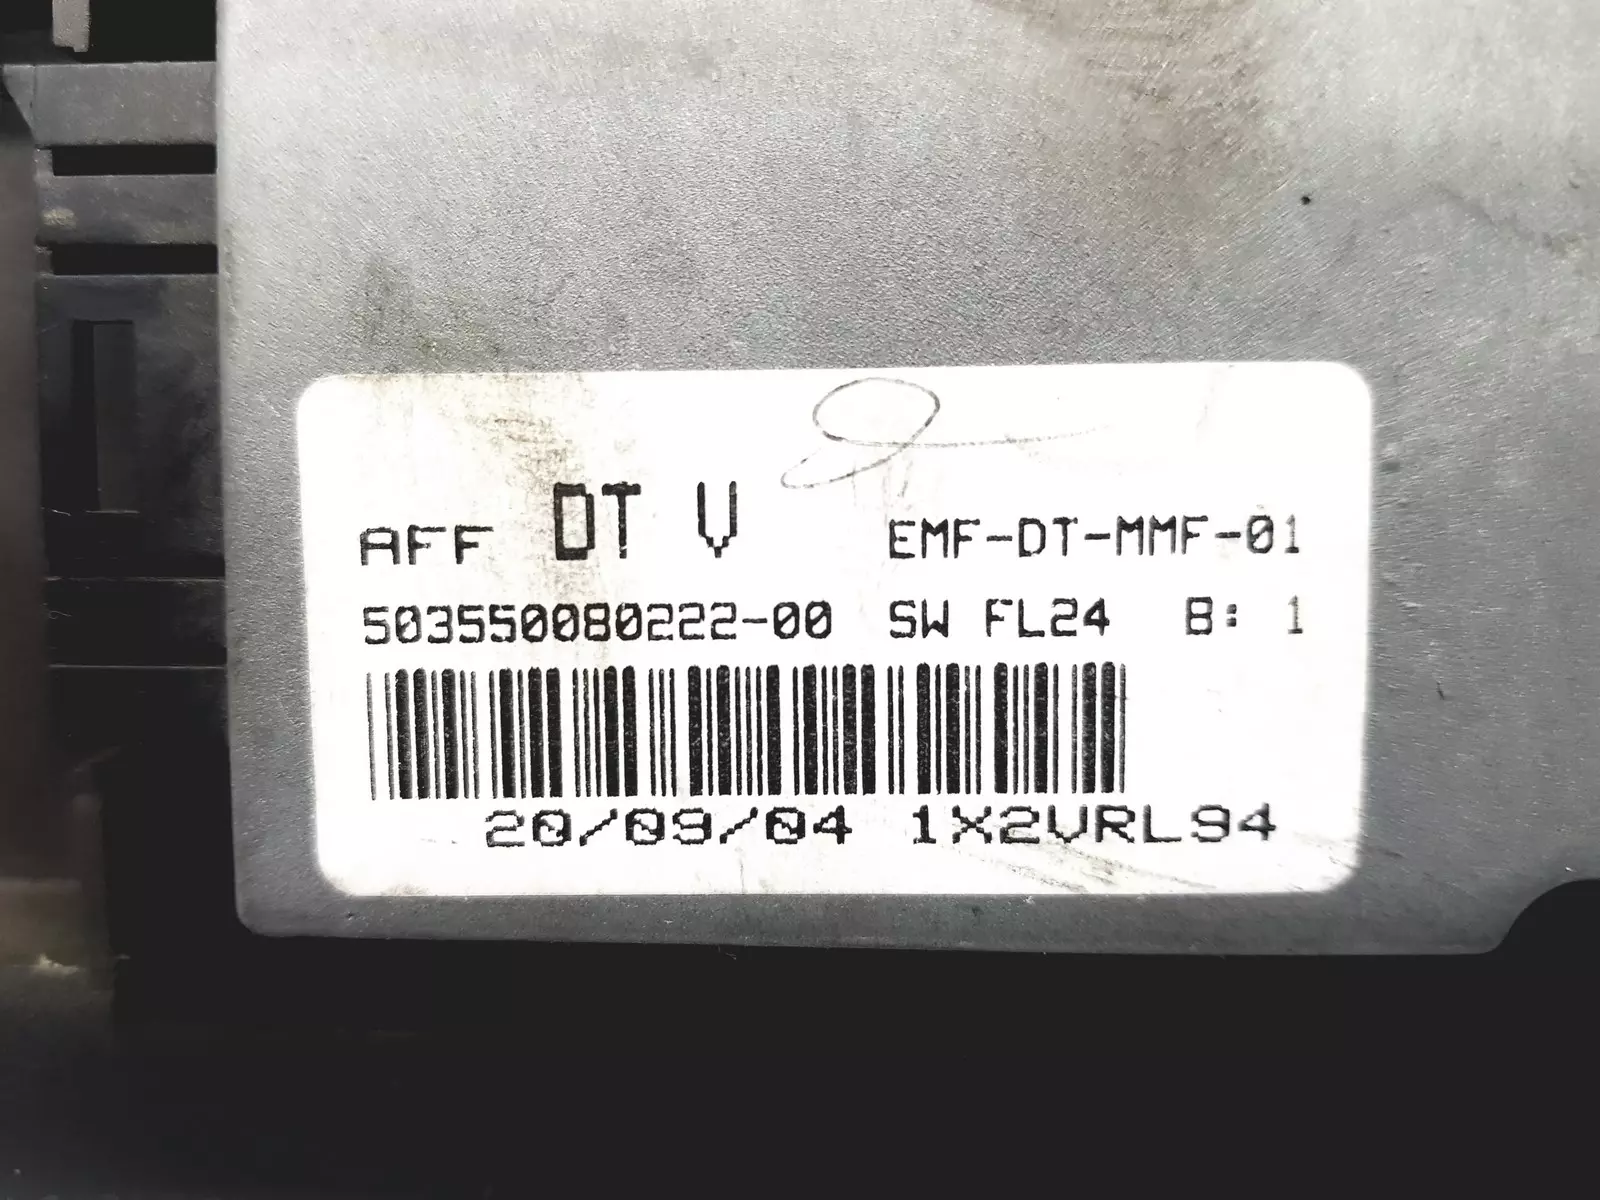 AFF DT V EMF-DT-MMF-01
503550080222-00 SW FL24 B: 1
20/09/04 1X2VRL94